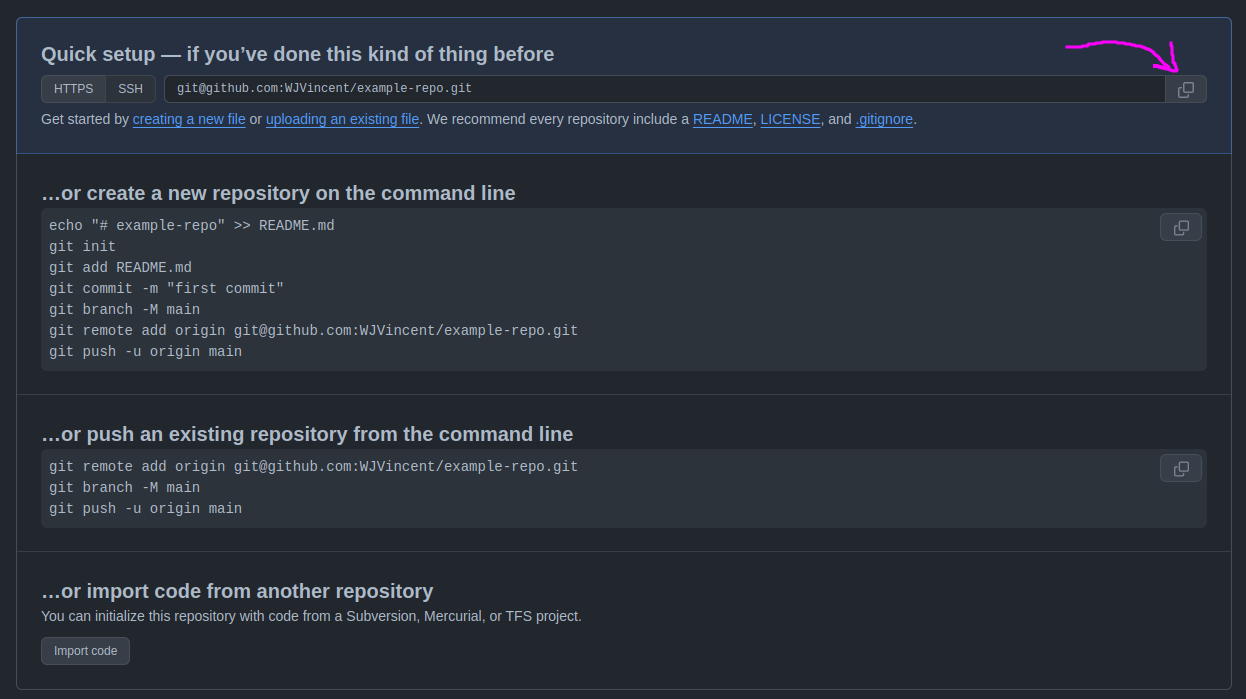 Quick setup — if you’ve done this kind of thing before
HTTPS SSH git@github.com:WJVincent/example-repo.git
Get started by creating a new file or uploading an existing file. We recommend every repository include a README, LICENSE, and .gitignore.
…or create a new repository on the command line
echo "# example-repo" >> README.md
git init
git add README.md
git commit -m "first commit"
git branch -M main
git remote add origin git@github.com:WJVincent/example-repo.git
git push -u origin main
…or push an existing repository from the command line
git remote add origin git@github.com:WJVincent/example-repo.git
git branch -M main
git push -u origin main
…or import code from another repository
You can initialize this repository with code from a Subversion, Mercurial, or TFS project.
Import code